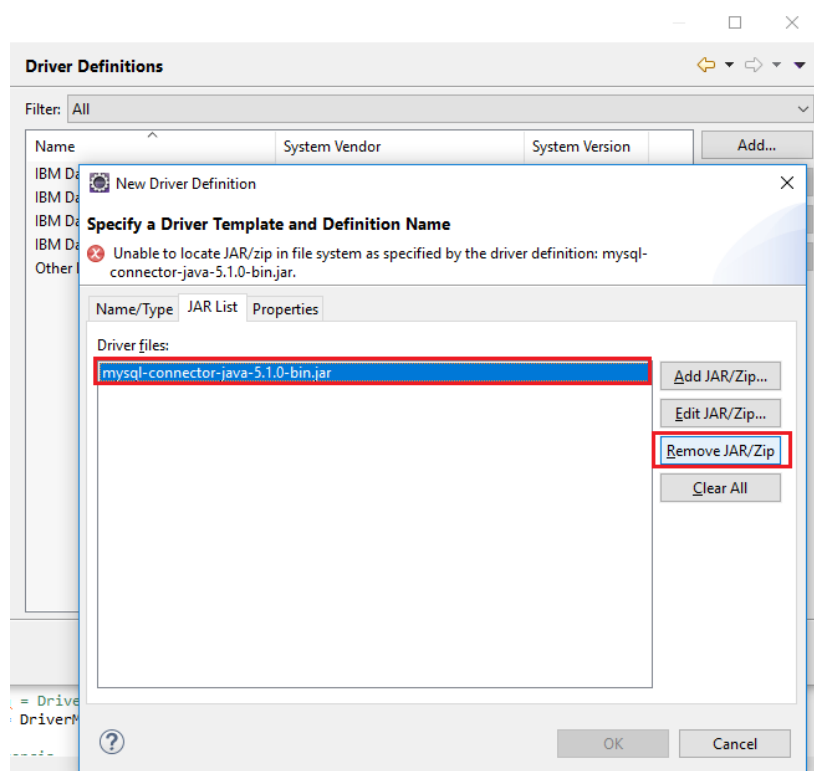 Driver Definitions
Filter: All
Name System Vendor System Version Add...
IBM Da
IBM Da
IBM Da
IBM Da
Other
New Driver Definition
Specify a Driver Template and Definition Name
Unable to locate JAR/zip in file system as specified by the driver definition: mysql-
connector-java-5.1.0-bin.jar.
Name/Type JAR List Properties
Driver files:
mysql-connector-java-5.1.0-bin.jar
Add JAR/Zip...
Edit JAR/Zip...
Remove JAR/Zip
Clear All
= Drive
DriverM
OK Cancel